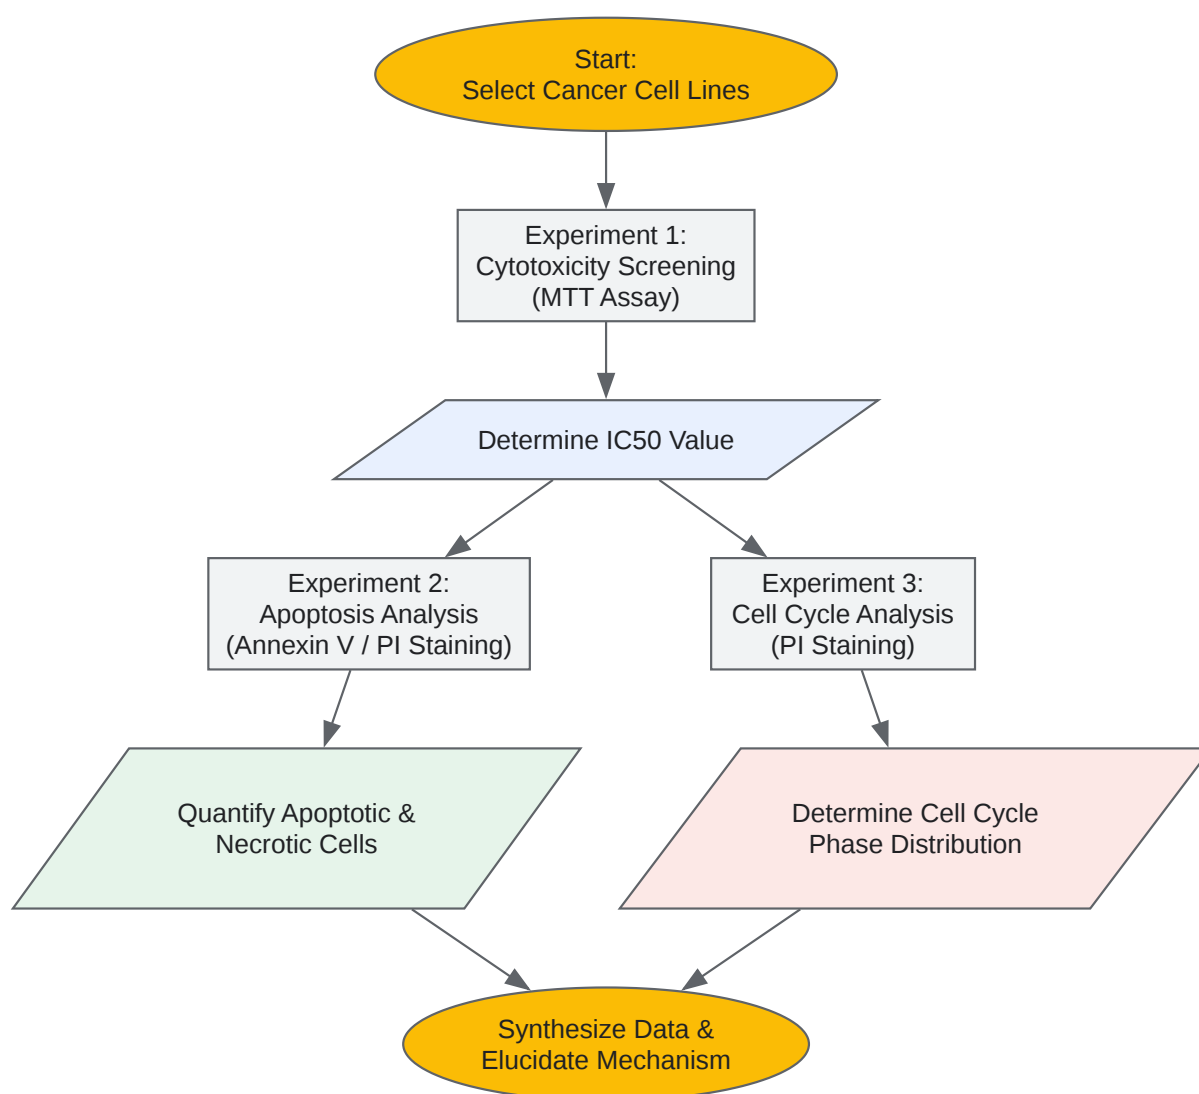 Start:
Select Cancer Cell Lines
Experiment 1:
Cytotoxicity Screening
(MTT Assay)
Determine IC50 Value
Experiment 2:
Apoptosis Analysis
(Annexin V / PI Staining)
Experiment 3:
Cell Cycle Analysis
(PI Staining)
Quantify Apoptotic &
Necrotic Cells
Determine Cell Cycle
Phase Distribution
Synthesize Data &
Elucidate Mechanism